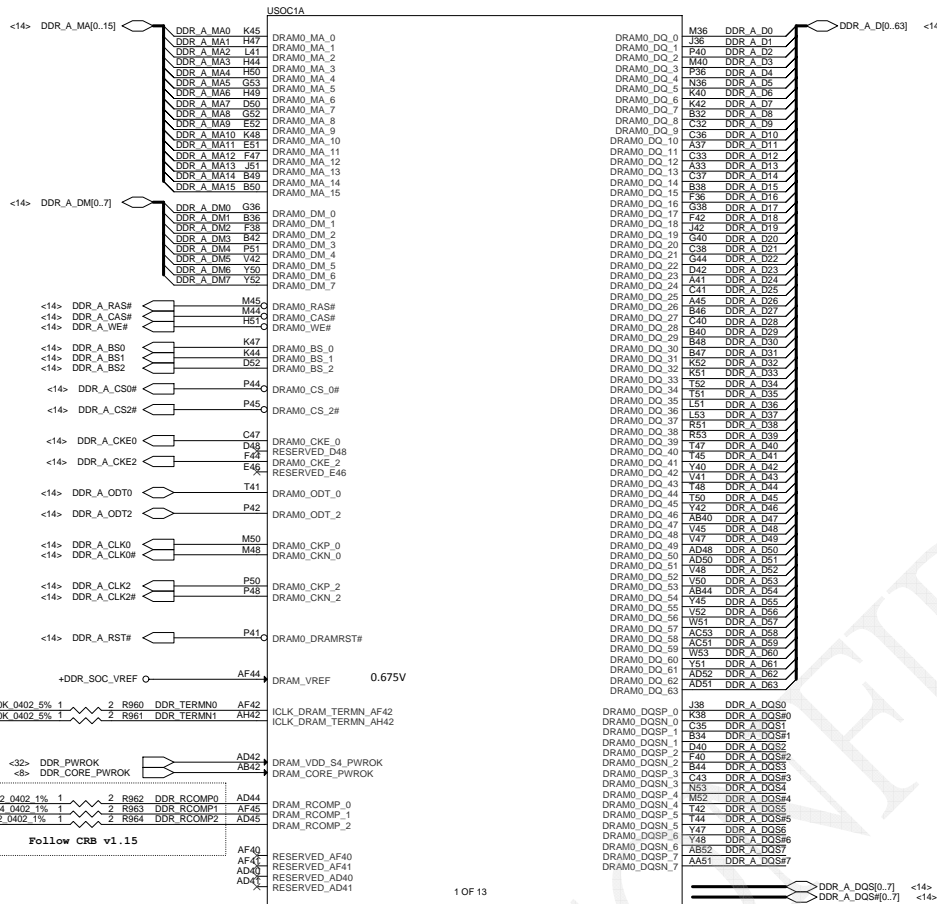 USOC1A
<14> DDR_A_MA[0..15]
DDR_A_D[0..63] <14
DDR_A_MA0 K45 DRAM0_MA_0
DDR_A_MA1 H47 DRAM0_MA_1
DDR_A_MA2 L41 DRAM0_MA_2
DDR_A_MA3 H44 DRAM0_MA_3
DDR_A_MA4 H50 DRAM0_MA_4
DDR_A_MA5 G53 DRAM0_MA_5
DDR_A_MA6 H49 DRAM0_MA_6
DDR_A_MA7 D50 DRAM0_MA_7
DDR_A_MA8 G52 DRAM0_MA_8
DDR_A_MA9 E52 DRAM0_MA_9
DDR_A_MA10 K48 DRAM0_MA_10
DDR_A_MA11 E51 DRAM0_MA_11
DDR_A_MA12 F47 DRAM0_MA_12
DDR_A_MA13 J51 DRAM0_MA_13
DDR_A_MA14 B49 DRAM0_MA_14
DDR_A_MA15 B50 DRAM0_MA_15
<14> DDR_A_DM[0..7]
DDR_A_DM0 G36 DRAM0_DM_0
DDR_A_DM1 B36 DRAM0_DM_1
DDR_A_DM2 F38 DRAM0_DM_2
DDR_A_DM3 B42 DRAM0_DM_3
DDR_A_DM4 P51 DRAM0_DM_4
DDR_A_DM5 V42 DRAM0_DM_5
DDR_A_DM6 Y50 DRAM0_DM_6
DDR_A_DM7 Y52 DRAM0_DM_7
<14> DDR_A_RAS# M45 DRAM0_RAS#
<14> DDR_A_CAS# M44 DRAM0_CAS#
<14> DDR_A_WE# H51 DRAM0_WE#
<14> DDR_A_BS0 K47 DRAM0_BS_0
<14> DDR_A_BS1 K44 DRAM0_BS_1
<14> DDR_A_BS2 D52 DRAM0_BS_2
<14> DDR_A_CS0# P44 DRAM0_CS_0#
<14> DDR_A_CS2# P45 DRAM0_CS_2#
<14> DDR_A_CKE0 C47 DRAM0_CKE_0
D48 RESERVED_D48
<14> DDR_A_CKE2 F44 DRAM0_CKE_2
E46 RESERVED_E46
<14> DDR_A_ODT0 T41 DRAM0_ODT_0
<14> DDR_A_ODT2 P42 DRAM0_ODT_2
<14> DDR_A_CLK0 M50 DRAM0_CKP_0
<14> DDR_A_CLK0# M48 DRAM0_CKN_0
<14> DDR_A_CLK2 P50 DRAM0_CKP_2
<14> DDR_A_CLK2# P48 DRAM0_CKN_2
<14> DDR_A_RST# P41 DRAM0_DRAMRST#
+DDR_SOC_VREF AF44 DRAM_VREF 0.675V
0K_0402_5% 1 2 R960 DDR_TERMN0 AF42 ICLK_DRAM_TERMN_AF42
0K_0402_5% 1 2 R961 DDR_TERMN1 AH42 ICLK_DRAM_TERMN_AH42
<32> DDR_PWROK AD42 DRAM_VDD_S4_PWROK
<8> DDR_CORE_PWROK AB42 DRAM_CORE_PWROK
2_0402_1% 1 2 R962 DDR_RCOMP0 AD44 DRAM_RCOMP_0
4_0402_1% 1 2 R963 DDR_RCOMP1 AF45 DRAM_RCOMP_1
2_0402_1% 1 2 R964 DDR_RCOMP2 AD45 DRAM_RCOMP_2
Follow CRB v1.15
AF40 RESERVED_AF40
AF41 RESERVED_AF41
AD40 RESERVED_AD40
AD41 RESERVED_AD41
DRAM0_DQ_0 M36 DDR_A_D0
DRAM0_DQ_1 J36 DDR_A_D1
DRAM0_DQ_2 P40 DDR_A_D2
DRAM0_DQ_3 M40 DDR_A_D3
DRAM0_DQ_4 P36 DDR_A_D4
DRAM0_DQ_5 N36 DDR_A_D5
DRAM0_DQ_6 K40 DDR_A_D6
DRAM0_DQ_7 K42 DDR_A_D7
DRAM0_DQ_8 B32 DDR_A_D8
DRAM0_DQ_9 C32 DDR_A_D9
DRAM0_DQ_10 C36 DDR_A_D10
DRAM0_DQ_11 A37 DDR_A_D11
DRAM0_DQ_12 C33 DDR_A_D12
DRAM0_DQ_13 A33 DDR_A_D13
DRAM0_DQ_14 C37 DDR_A_D14
DRAM0_DQ_15 B38 DDR_A_D15
DRAM0_DQ_16 F36 DDR_A_D16
DRAM0_DQ_17 G38 DDR_A_D17
DRAM0_DQ_18 F42 DDR_A_D18
DRAM0_DQ_19 J42 DDR_A_D19
DRAM0_DQ_20 G40 DDR_A_D20
DRAM0_DQ_21 C38 DDR_A_D21
DRAM0_DQ_22 G44 DDR_A_D22
DRAM0_DQ_23 D42 DDR_A_D23
DRAM0_DQ_24 A41 DDR_A_D24
DRAM0_DQ_25 C41 DDR_A_D25
DRAM0_DQ_26 A45 DDR_A_D26
DRAM0_DQ_27 B46 DDR_A_D27
DRAM0_DQ_28 C40 DDR_A_D28
DRAM0_DQ_29 B40 DDR_A_D29
DRAM0_DQ_30 B48 DDR_A_D30
DRAM0_DQ_31 B47 DDR_A_D31
DRAM0_DQ_32 K52 DDR_A_D32
DRAM0_DQ_33 K51 DDR_A_D33
DRAM0_DQ_34 T52 DDR_A_D34
DRAM0_DQ_35 T51 DDR_A_D35
DRAM0_DQ_36 L51 DDR_A_D36
DRAM0_DQ_37 L53 DDR_A_D37
DRAM0_DQ_38 R51 DDR_A_D38
DRAM0_DQ_39 R53 DDR_A_D39
DRAM0_DQ_40 T47 DDR_A_D40
DRAM0_DQ_41 T45 DDR_A_D41
DRAM0_DQ_42 Y40 DDR_A_D42
DRAM0_DQ_43 V41 DDR_A_D43
DRAM0_DQ_44 T48 DDR_A_D44
DRAM0_DQ_45 T50 DDR_A_D45
DRAM0_DQ_46 Y42 DDR_A_D46
DRAM0_DQ_47 AB40 DDR_A_D47
DRAM0_DQ_48 V45 DDR_A_D48
DRAM0_DQ_49 V47 DDR_A_D49
DRAM0_DQ_50 AD48 DDR_A_D50
DRAM0_DQ_51 AD50 DDR_A_D51
DRAM0_DQ_52 V48 DDR_A_D52
DRAM0_DQ_53 V50 DDR_A_D53
DRAM0_DQ_54 AB44 DDR_A_D54
DRAM0_DQ_55 Y45 DDR_A_D55
DRAM0_DQ_56 V52 DDR_A_D56
DRAM0_DQ_57 W51 DDR_A_D57
DRAM0_DQ_58 AC53 DDR_A_D58
DRAM0_DQ_59 AC51 DDR_A_D59
DRAM0_DQ_60 W53 DDR_A_D60
DRAM0_DQ_61 Y51 DDR_A_D61
DRAM0_DQ_62 AD52 DDR_A_D62
DRAM0_DQ_63 AD51 DDR_A_D63
DRAM0_DQSP_0 J38 DDR_A_DQS0
DRAM0_DQSN_0 K38 DDR_A_DQS#0
DRAM0_DQSP_1 C35 DDR_A_DQS1
DRAM0_DQSN_1 B34 DDR_A_DQS#1
DRAM0_DQSP_2 D40 DDR_A_DQS2
DRAM0_DQSN_2 F40 DDR_A_DQS#2
DRAM0_DQSP_3 B44 DDR_A_DQS3
DRAM0_DQSN_3 C43 DDR_A_DQS#3
DRAM0_DQSP_4 N53 DDR_A_DQS4
DRAM0_DQSN_4 M52 DDR_A_DQS#4
DRAM0_DQSP_5 T42 DDR_A_DQS5
DRAM0_DQSN_5 T44 DDR_A_DQS#5
DRAM0_DQSP_6 Y47 DDR_A_DQS6
DRAM0_DQSN_6 Y48 DDR_A_DQS#6
DRAM0_DQSP_7 AB52 DDR_A_DQS7
DRAM0_DQSN_7 AA51 DDR_A_DQS#7
1 OF 13
DDR_A_DQS[0..7] <14>
DDR_A_DQS#[0..7] <14>